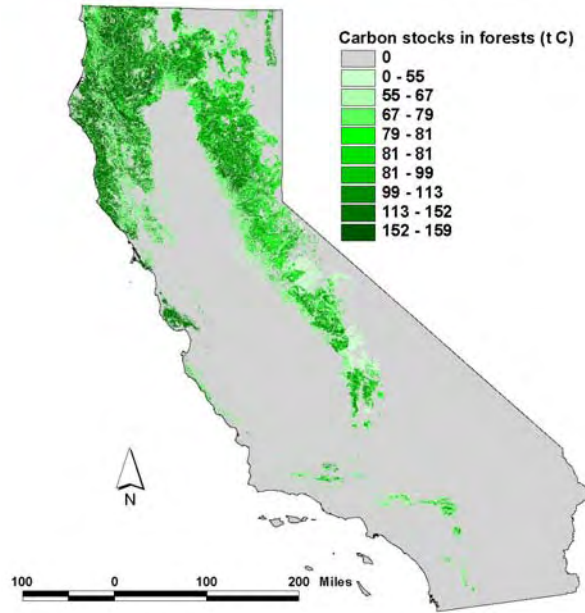 Carbon stocks in forests (t C)
0
0 - 55
55 - 67
67 - 79
79 - 81
81 - 81
81 - 99
99 - 113
113 - 152
152 - 159
N
100 0 100 200 Miles